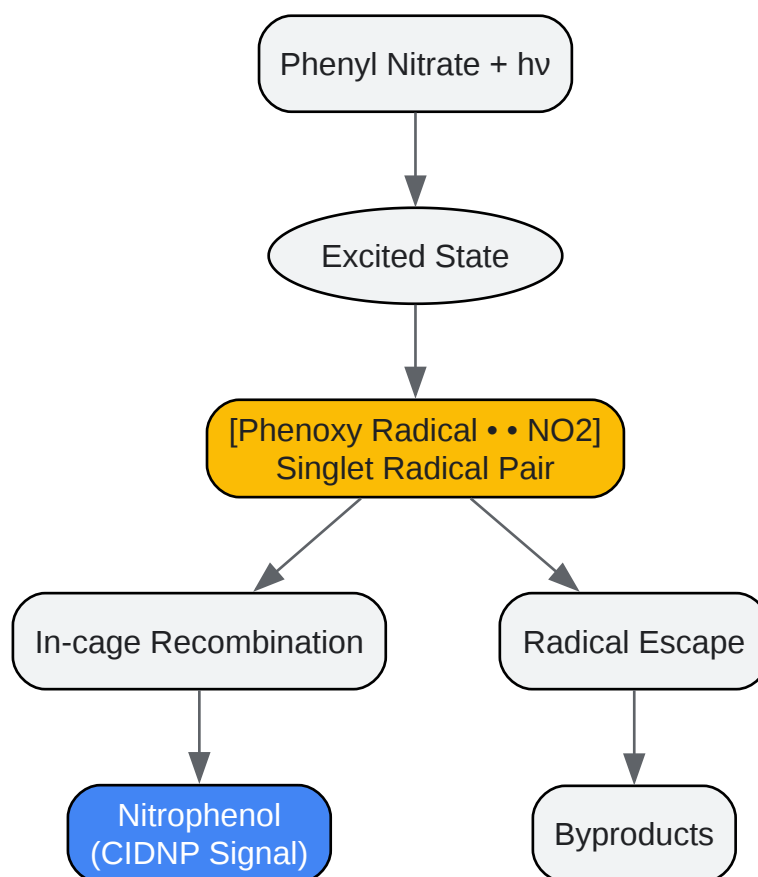 Phenyl Nitrate + hν
Excited State
[Phenoxy Radical • • NO2]
Singlet Radical Pair
In-cage Recombination
Radical Escape
Nitrophenol
(CIDNP Signal)
Byproducts